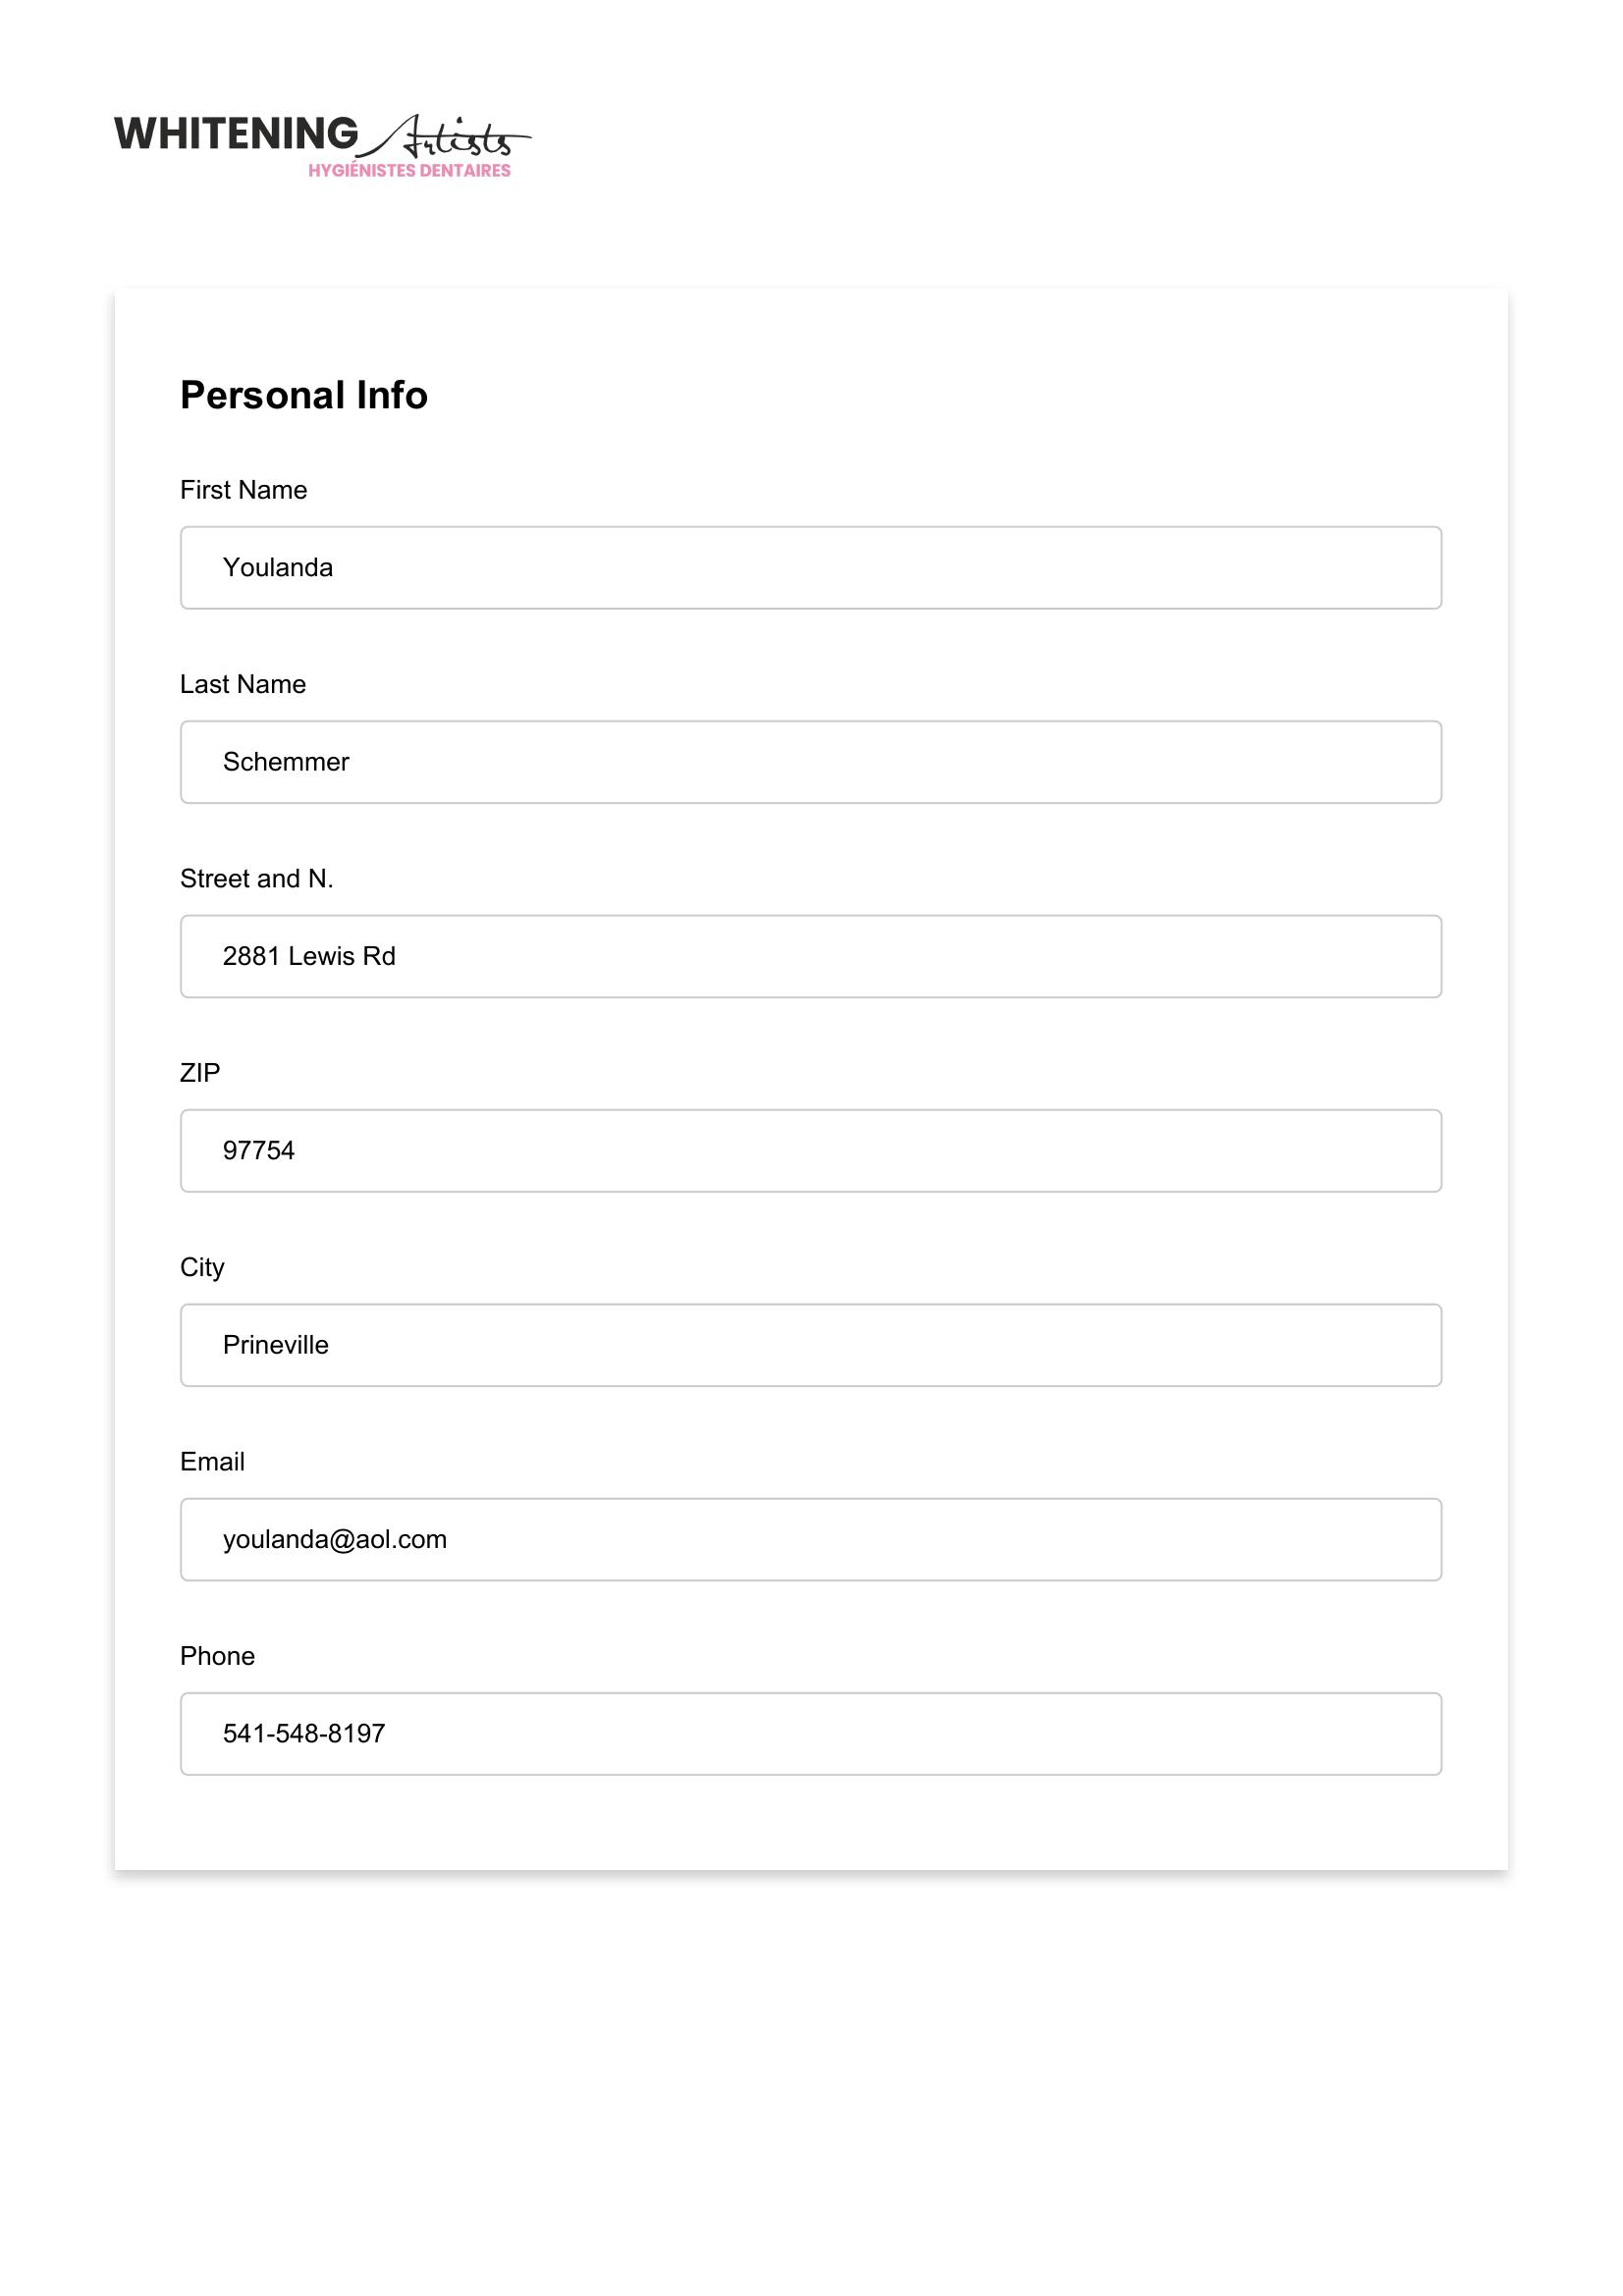 WHITENING Artists
HYGIÉNISTES DENTAIRES
Personal Info
First Name
Youlanda
Last Name
Schemmer
Street and N.
2881 Lewis Rd
ZIP
97754
City
Prineville
Email
youlanda@aol.com
Phone
541-548-8197